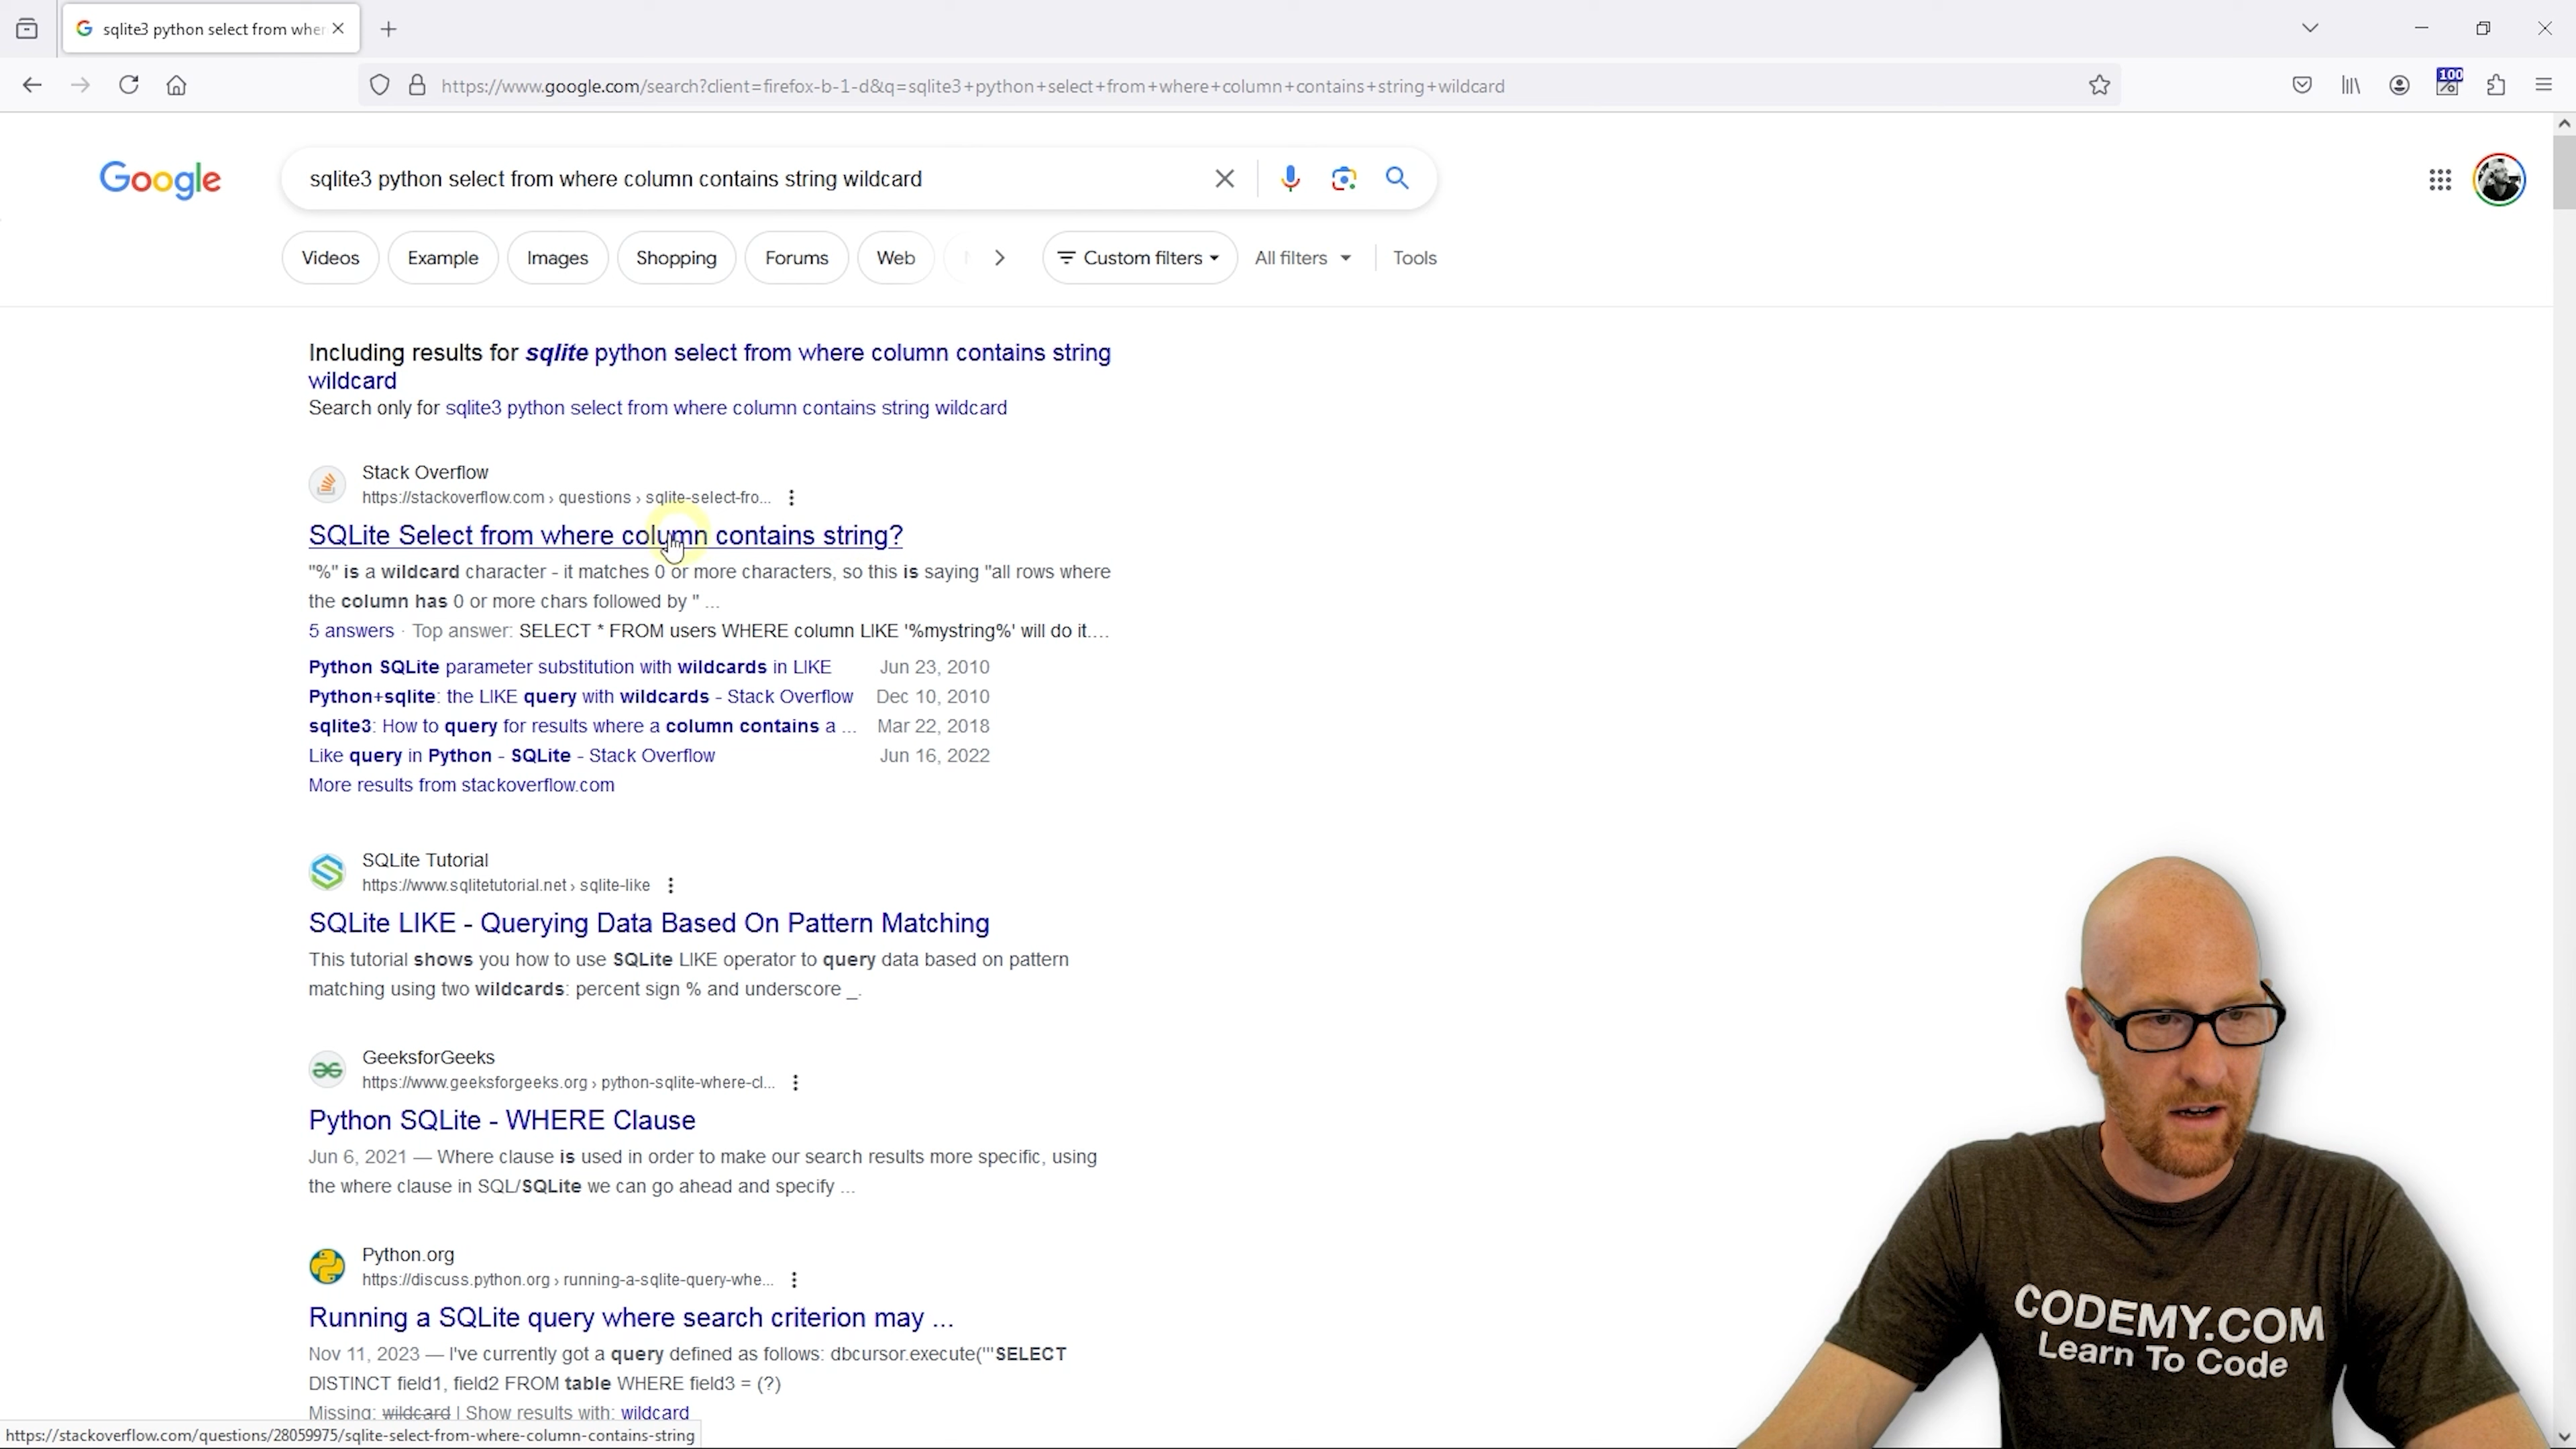 sqlite3 python select from wher
https://www.google.com/search?client=firefox-b-1-d&q=sqlite3+python+select+from+where+column+contains+string+wildcard
100
Google
sqlite3 python select from where column contains string wildcard
Videos
Example
Images
Shopping
Forums
Web
Custom filters
All filters
Tools
Including results for sqlite python select from where column contains string
wildcard
Search only for sqlite3 python select from where column contains string wildcard
Stack Overflow
https://stackoverflow.com › questions › sqlite-select-fro...
SQLite Select from where column contains string?
"%" is a wildcard character - it matches 0 or more characters, so this is saying "all rows where
the column has 0 or more chars followed by " ...
5 answers · Top answer: SELECT * FROM users WHERE column LIKE '%mystring%' will do it....
Python SQLite parameter substitution with wildcards in LIKE Jun 23, 2010
Python+sqlite: the LIKE query with wildcards - Stack Overflow Dec 10, 2010
sqlite3: How to query for results where a column contains a ... Mar 22, 2018
Like query in Python - SQLite - Stack Overflow Jun 16, 2022
More results from stackoverflow.com
SQLite Tutorial
https://www.sqlitetutorial.net › sqlite-like
SQLite LIKE - Querying Data Based On Pattern Matching
This tutorial shows you how to use SQLite LIKE operator to query data based on pattern
matching using two wildcards: percent sign % and underscore _.
GeeksforGeeks
https://www.geeksforgeeks.org › python-sqlite-where-cl...
Python SQLite - WHERE Clause
Jun 6, 2021 — Where clause is used in order to make our search results more specific, using
the where clause in SQL/SQLite we can go ahead and specify ...
Python.org
https://discuss.python.org › running-a-sqlite-query-whe...
Running a SQLite query where search criterion may ...
Nov 11, 2023 — I've currently got a query defined as follows: dbcursor.execute('''SELECT
DISTINCT field1, field2 FROM table WHERE field3 = (?)
Missing: wildcard | Show results with: wildcard
https://stackoverflow.com/questions/28059975/sqlite-select-from-where-column-contains-string
CODEMY.COM
Learn To Code